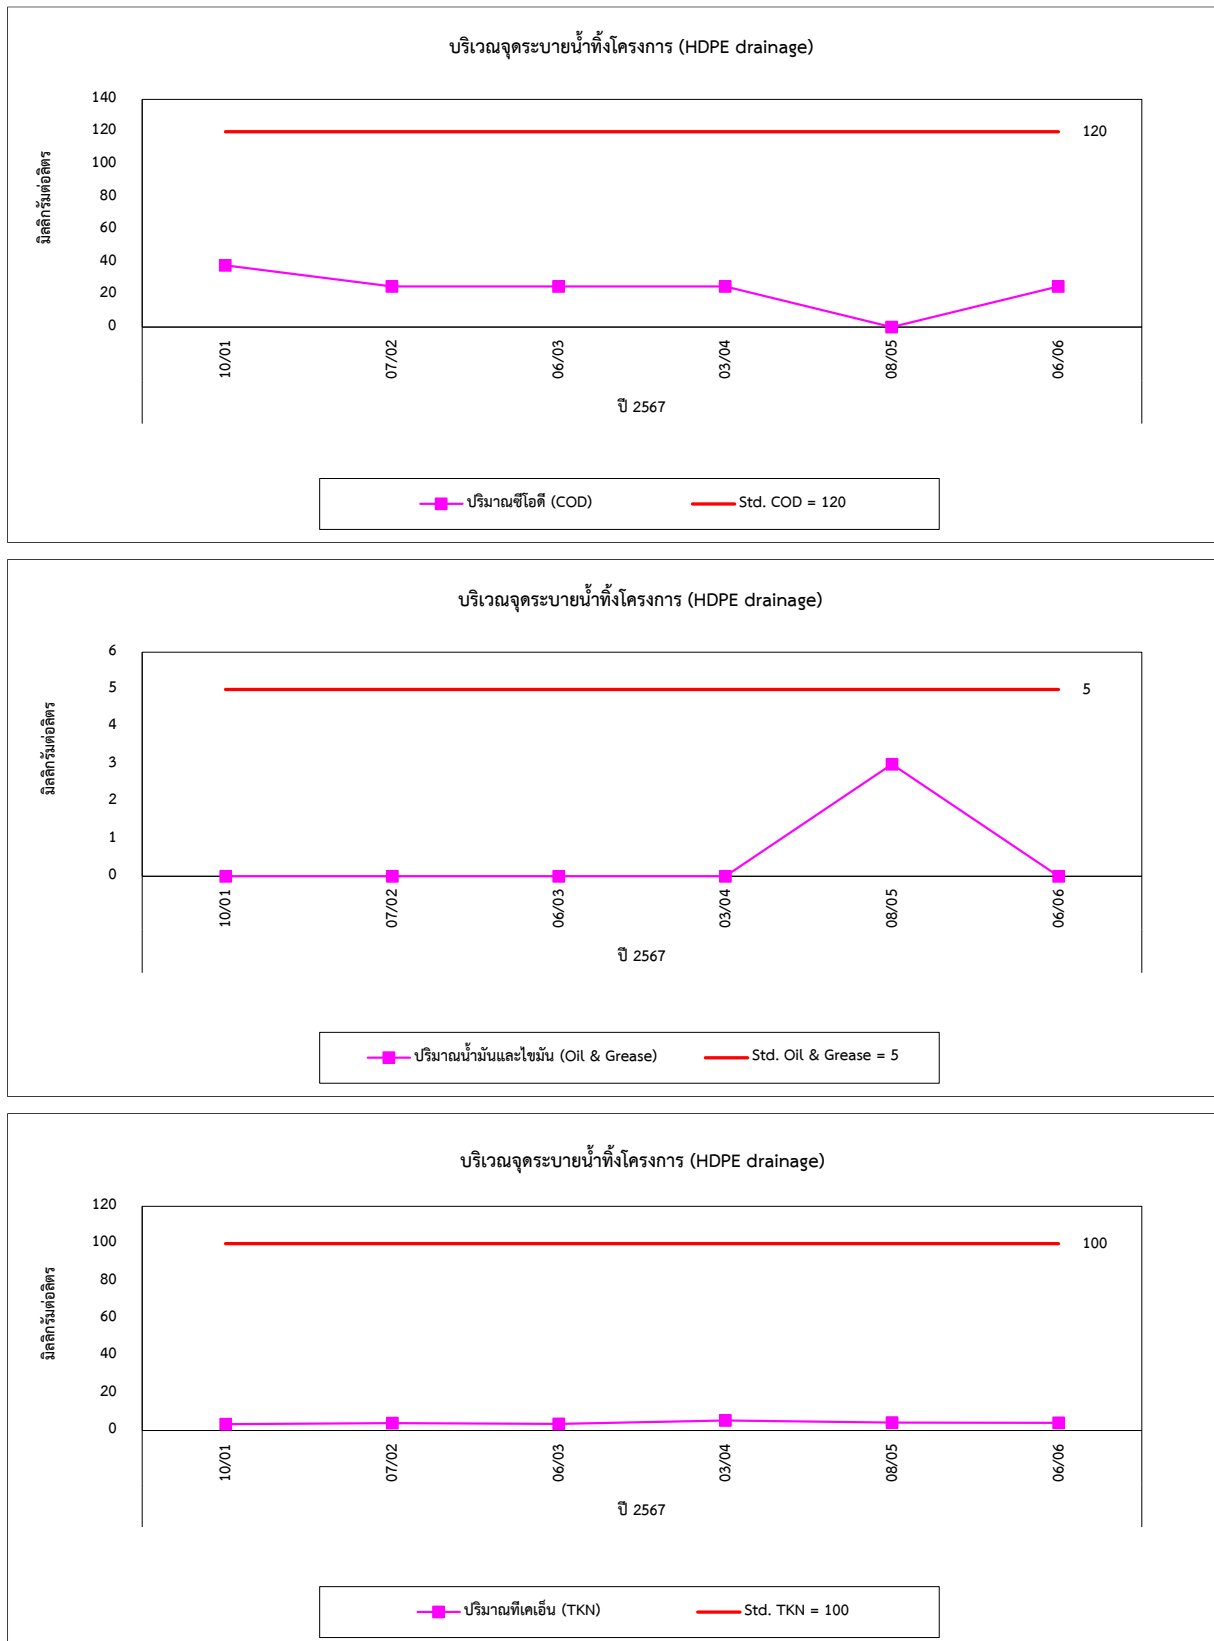 บริเวณจุดระบายน้ำทิ้งโครงการ (HDPE drainage)
มิลลิกรัมต่อลิตร
140
120
100
80
60
40
20
0
120
10/01
07/02
06/03
03/04
08/05
06/06
ปี 2567
ปริมาณซีโอดี (COD)
Std. COD = 120
บริเวณจุดระบายน้ำทิ้งโครงการ (HDPE drainage)
มิลลิกรัมต่อลิตร
6
5
4
3
2
1
0
5
10/01
07/02
06/03
03/04
08/05
06/06
ปี 2567
ปริมาณน้ำมันและไขมัน (Oil & Grease)
Std. Oil & Grease = 5
บริเวณจุดระบายน้ำทิ้งโครงการ (HDPE drainage)
มิลลิกรัมต่อลิตร
120
100
80
60
40
20
0
100
10/01
07/02
06/03
03/04
08/05
06/06
ปี 2567
ปริมาณทีเคเอ็น (TKN)
Std. TKN = 100